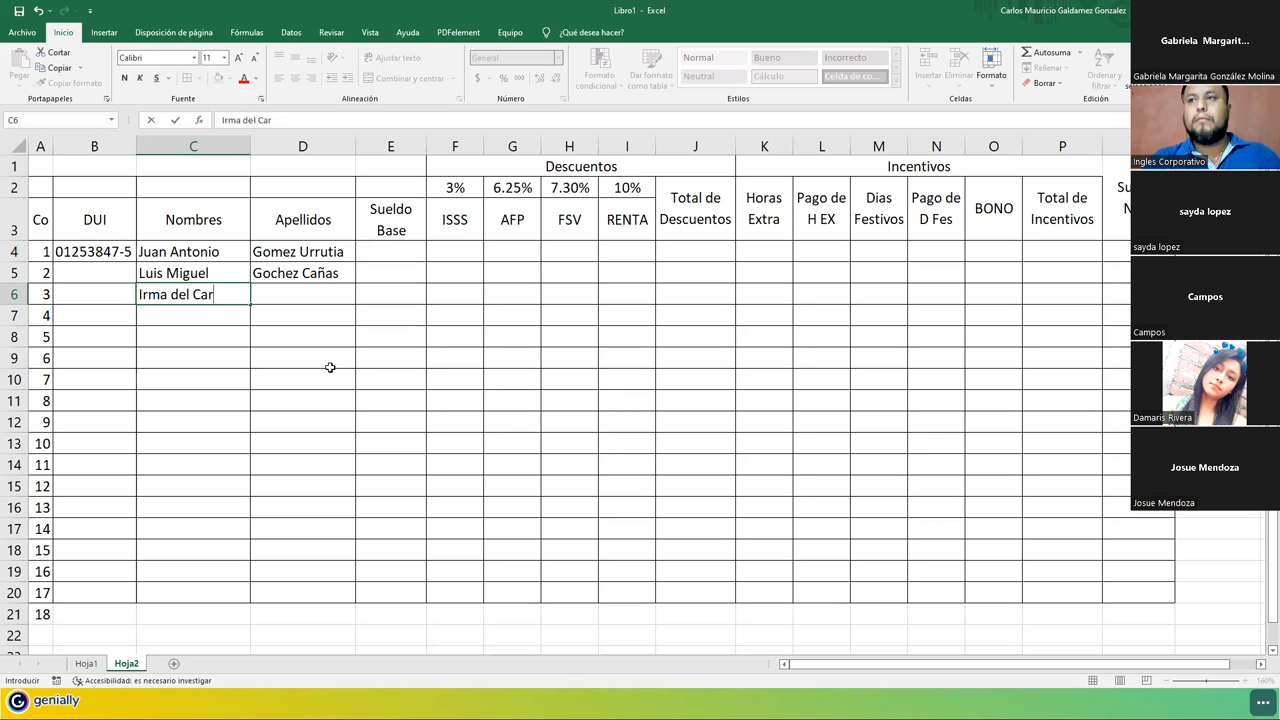 Libro1 - Excel
Carlos Mauricio Galdamez Gonzalez
Archivo Inicio Insertar Disposición de página Fórmulas Datos Revisar Vista Ayuda PDFelement Equipo ¿Qué desea hacer?
Pegar
Cortar
Copiar
Portapapeles
Calibri 11
N K S
Fuente
Ajustar texto
Combinar y centrar
Alineación
General
$ % 000
Número
Formato condicional
Dar formato como tabla
Normal Bueno Incorrecto
Neutral Cálculo Celda de co...
Estilos
Insertar Eliminar Formato
Celdas
Autosuma
Rellenar
Borrar
Ordenar y filtrar
Edición
C6 fx Irma del Car
A B C D E F G H I J K L M N O P
1 Descuentos Incentivos
2 3% 6.25% 7.30% 10%
3 Co DUI Nombres Apellidos Sueldo Base ISSS AFP FSV RENTA Total de Descuentos Horas Extra Pago de H EX Dias Festivos Pago de D Fes BONO Total de Incentivos
4 1 01253847-5 Juan Antonio Gomez Urrutia
5 2 Luis Miguel Gochez Cañas
6 3 Irma del Car
7 4
8 5
9 6
10 7
11 8
12 9
13 10
14 11
15 12
16 13
17 14
18 15
19 16
20 17
21 18
22
Hoja1 Hoja2
Introducir
Accesibilidad: es necesario investigar
160%
genially
Gabriela Margarit...
Gabriela Margarita González Molina
Ingles Corporativo
sayda lopez
sayda lopez
Campos
Campos
Damaris Rivera
Josue Mendoza
Josue Mendoza